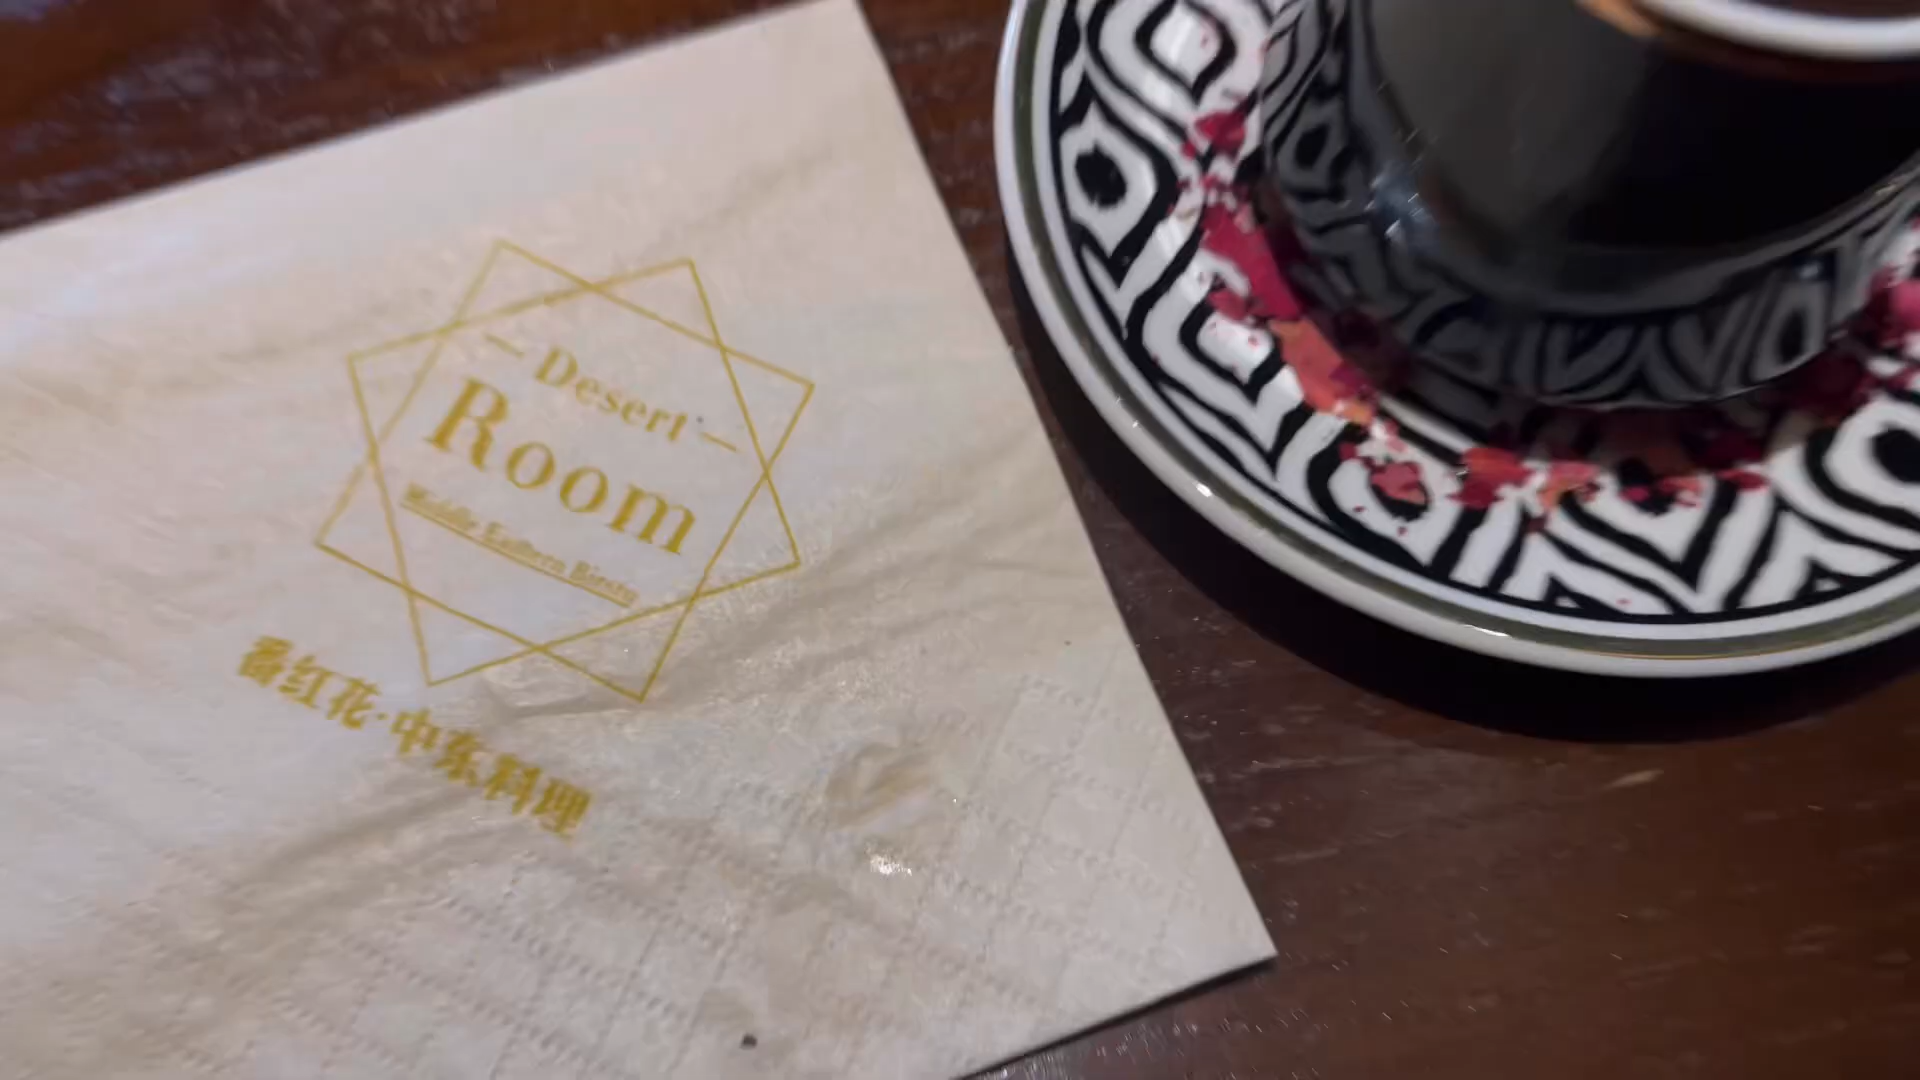 — Desert —
Room
Middle Eastern Bistro
番红花·中东料理